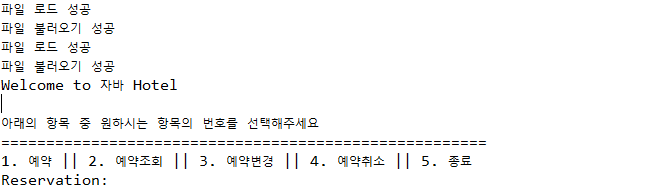 파일 로드 성공
파일 불러오기 성공
파일 로드 성공
파일 불러오기 성공
Welcome to 자바 Hotel
아래의 항목 중 원하시는 항목의 번호를 선택해주세요
======================================================
1. 예약 || 2. 예약조회 || 3. 예약변경 || 4. 예약취소 || 5. 종료
Reservation: